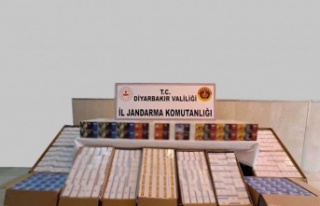 T.C.
DİYARBAKIR VALİLİĞİ
İL JANDARMA KOMUTANLIĞI